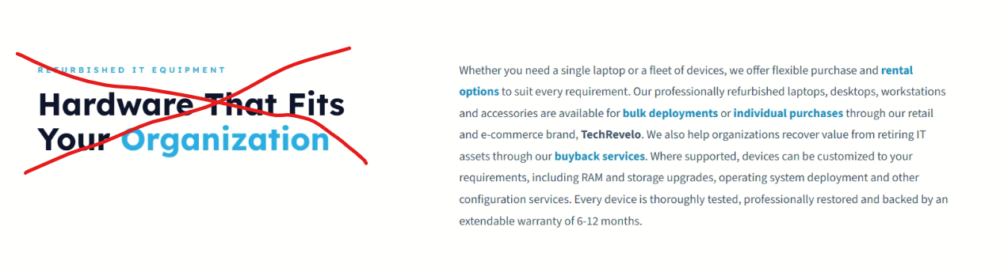 REFURBISHED IT EQUIPMENT
Hardware That Fits
Your Organization
Whether you need a single laptop or a fleet of devices, we offer flexible purchase and rental
options to suit every requirement. Our professionally refurbished laptops, desktops, workstations
and accessories are available for bulk deployments or individual purchases through our retail
and e-commerce brand, TechRevelo. We also help organizations recover value from retiring IT
assets through our buyback services. Where supported, devices can be customized to your
requirements, including RAM and storage upgrades, operating system deployment and other
configuration services. Every device is thoroughly tested, professionally restored and backed by an
extendable warranty of 6-12 months.